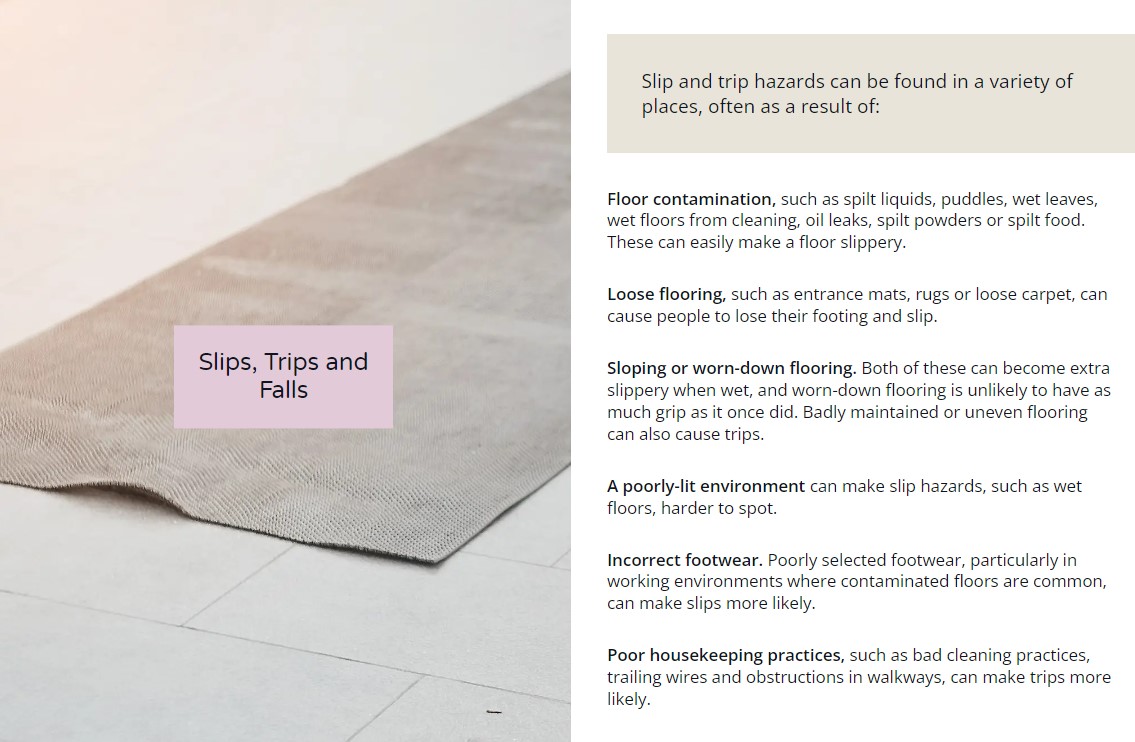 Slips, Trips and
Falls
Slip and trip hazards can be found in a variety of
places, often as a result of:
Floor contamination, such as spilt liquids, puddles, wet leaves,
wet floors from cleaning, oil leaks, spilt powders or spilt food.
These can easily make a floor slippery.
Loose flooring, such as entrance mats, rugs or loose carpet, can
cause people to lose their footing and slip.
Sloping or worn-down flooring. Both of these can become extra
slippery when wet, and worn-down flooring is unlikely to have as
much grip as it once did. Badly maintained or uneven flooring
can also cause trips.
A poorly-lit environment can make slip hazards, such as wet
floors, harder to spot.
Incorrect footwear. Poorly selected footwear, particularly in
working environments where contaminated floors are common,
can make slips more likely.
Poor housekeeping practices, such as bad cleaning practices,
trailing wires and obstructions in walkways, can make trips more
likely.